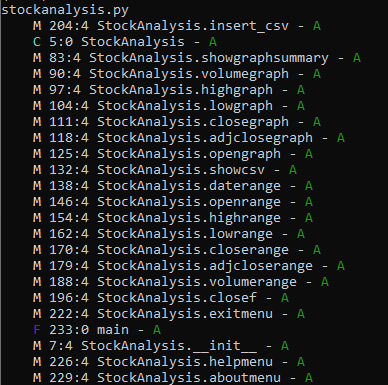 stockanalysis.py
M 204:4 StockAnalysis.insert_csv - A
C 5:0 StockAnalysis - A
M 83:4 StockAnalysis.showgraphsummary - A
M 90:4 StockAnalysis.volumegraph - A
M 97:4 StockAnalysis.highgraph - A
M 104:4 StockAnalysis.lowgraph - A
M 111:4 StockAnalysis.closegraph - A
M 118:4 StockAnalysis.adjclosegraph - A
M 125:4 StockAnalysis.opengraph - A
M 132:4 StockAnalysis.showcsv - A
M 138:4 StockAnalysis.daterange - A
M 146:4 StockAnalysis.openrange - A
M 154:4 StockAnalysis.highrange - A
M 162:4 StockAnalysis.lowrange - A
M 170:4 StockAnalysis.closerange - A
M 179:4 StockAnalysis.adjcloserange - A
M 188:4 StockAnalysis.volumerange - A
M 196:4 StockAnalysis.closef - A
M 222:4 StockAnalysis.exitmenu - A
F 233:0 main - A
M 7:4 StockAnalysis.__init__ - A
M 226:4 StockAnalysis.helpmenu - A
M 229:4 StockAnalysis.aboutmenu - A